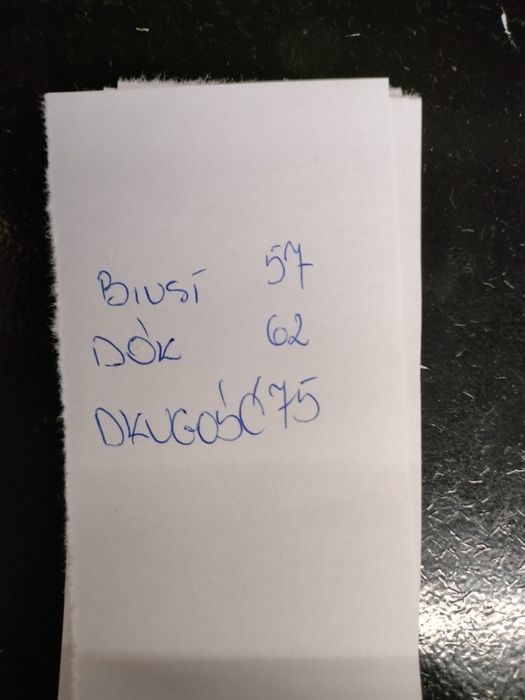 BIUST 57
DÓŁ 62
DŁUGOŚĆ 75